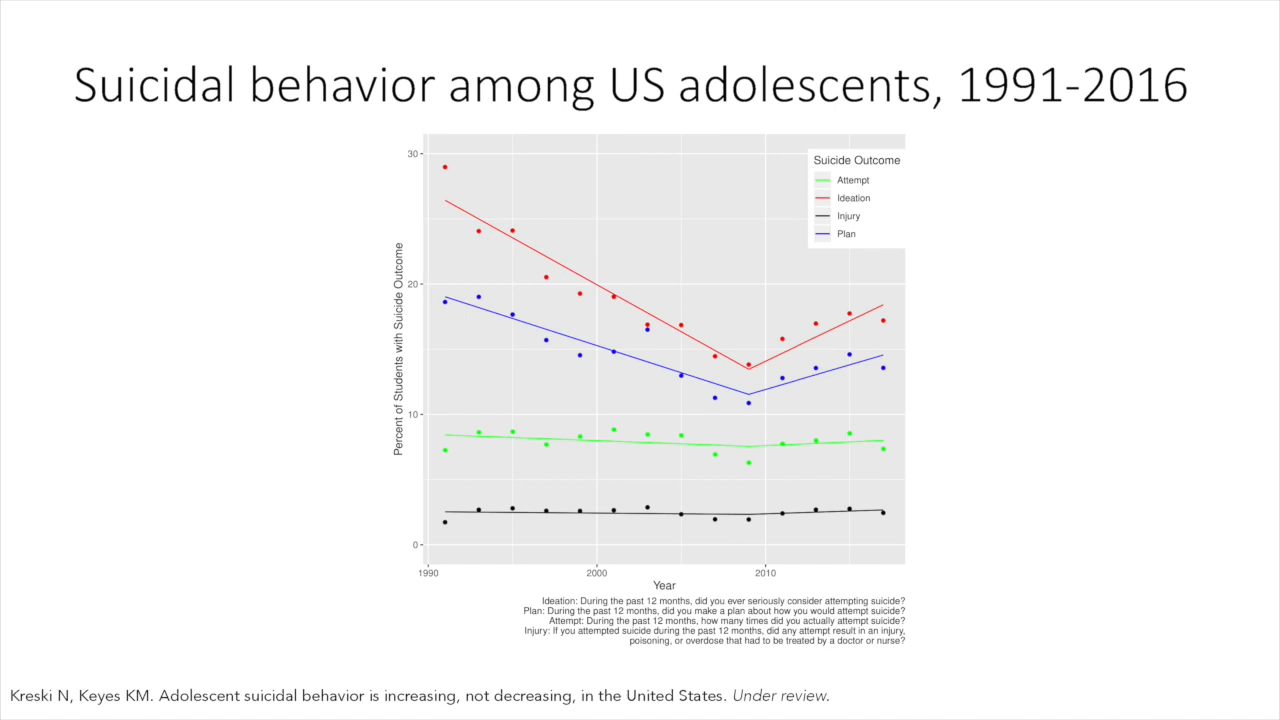 Suicidal behavior among US adolescents, 1991-2016
30
20
10
0
Percent of Students with Suicide Outcome
Suicide Outcome
Attempt
Ideation
Injury
Plan
1990
2000
2010
Year
Ideation: During the past 12 months, did you ever seriously consider attempting suicide?
Plan: During the past 12 months, did you make a plan about how you would attempt suicide?
Attempt: During the past 12 months, how many times did you actually attempt suicide?
Injury: If you attempted suicide during the past 12 months, did any attempt result in an injury,
poisoning, or overdose that had to be treated by a doctor or nurse?
Kreski N, Keyes KM. Adolescent suicidal behavior is increasing, not decreasing, in the United States. Under review.